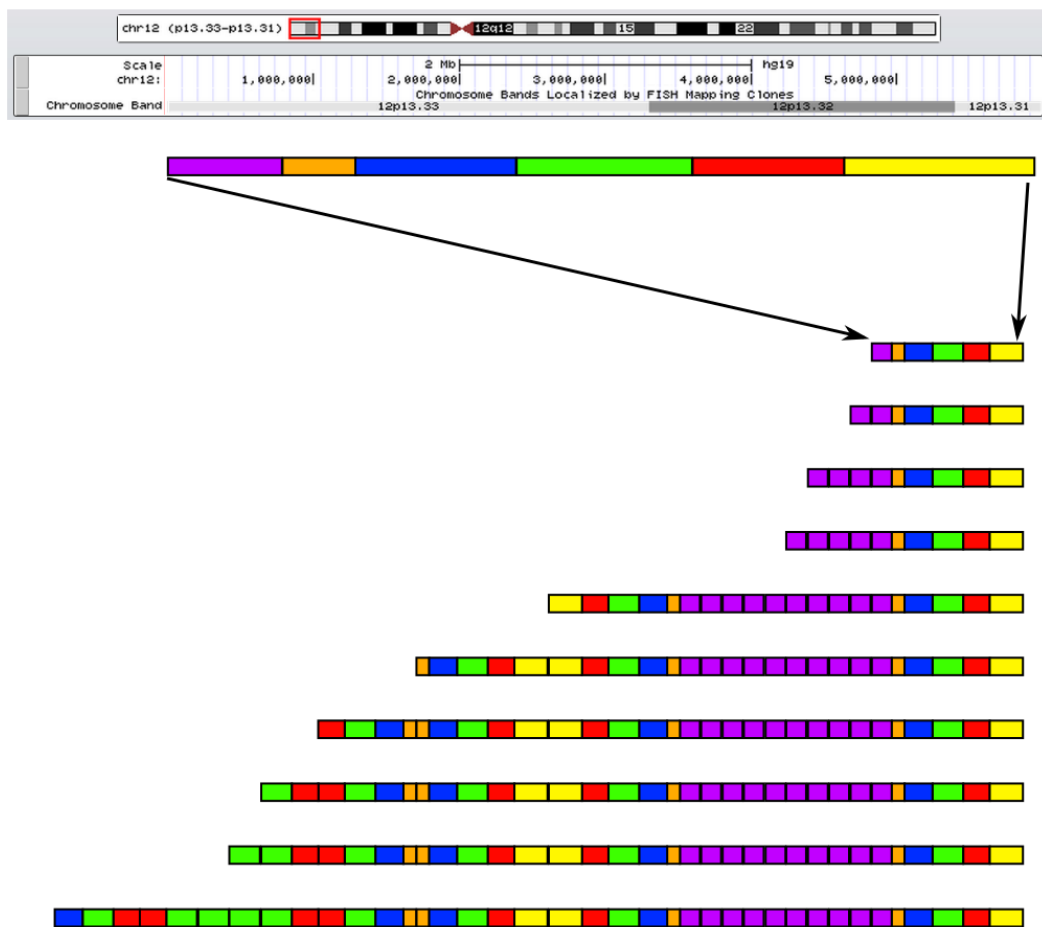 chr12 (p13.33-p13.31) 12q12 15 22
Scale 2 Mb hg19
chr12: 1,000,000| 2,000,000| 3,000,000| 4,000,000| 5,000,000|
Chromosome Bands Localized by FISH Mapping Clones
Chromosome Band 12p13.33 12p13.32 12p13.31